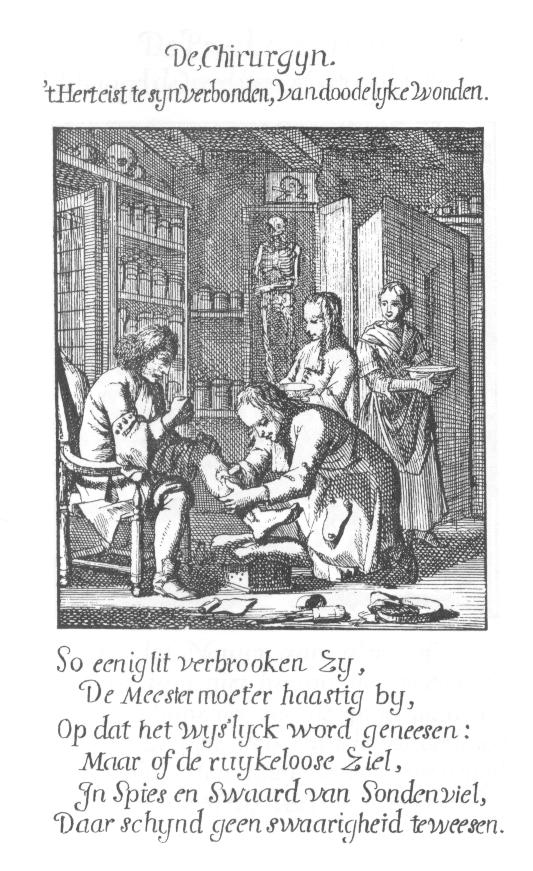 De Chirurgyn.
't Hert eist te syn verbonden, Van doodelyke wonden.
So eenig lit verbrooken Zy,
De Meester moet'er haastig by,
Op dat het wys'lyck word geneesen:
Maar of de ruykeloose Ziel,
In Spies en Swaard van Sonden viel,
Daar schynd geen swaarigheid te weesen.